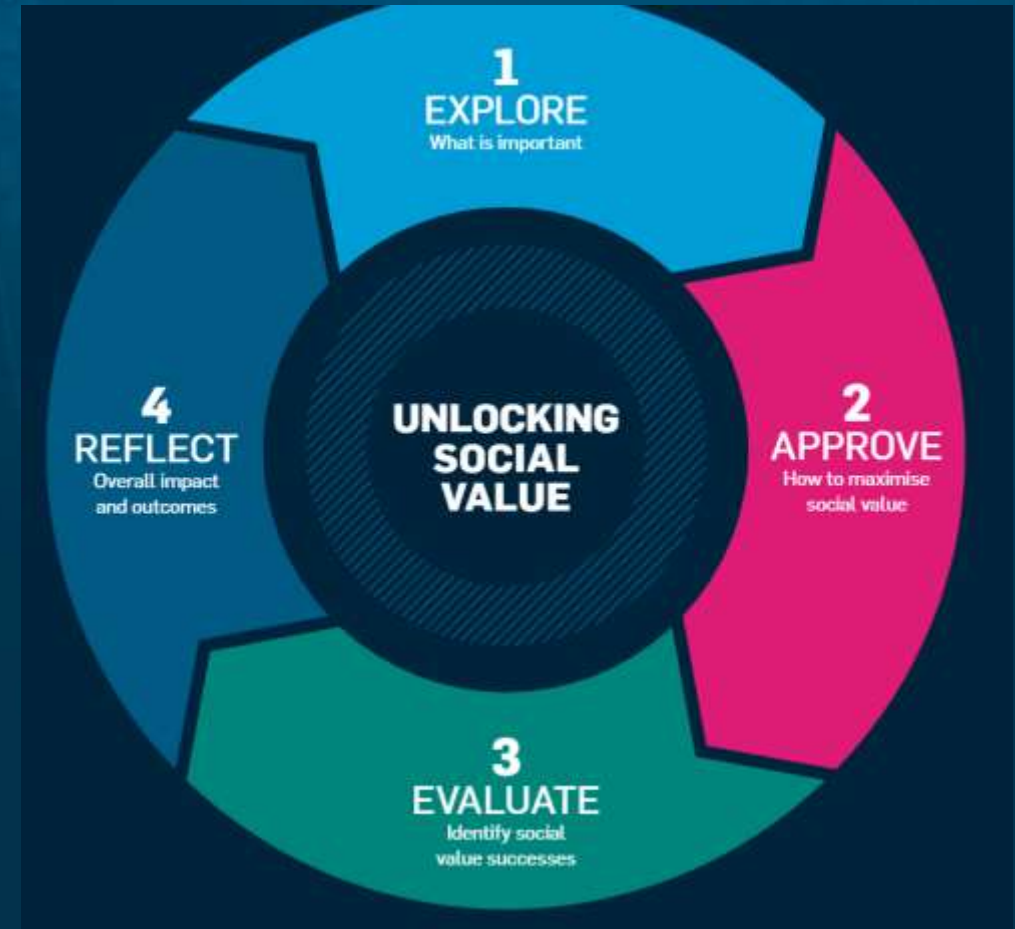 1
EXPLORE
What is important
2
APPROVE
How to maximise
social value
3
EVALUATE
Identify social
value successes
4
REFLECT
Overall impact
and outcomes
UNLOCKING
SOCIAL
VALUE